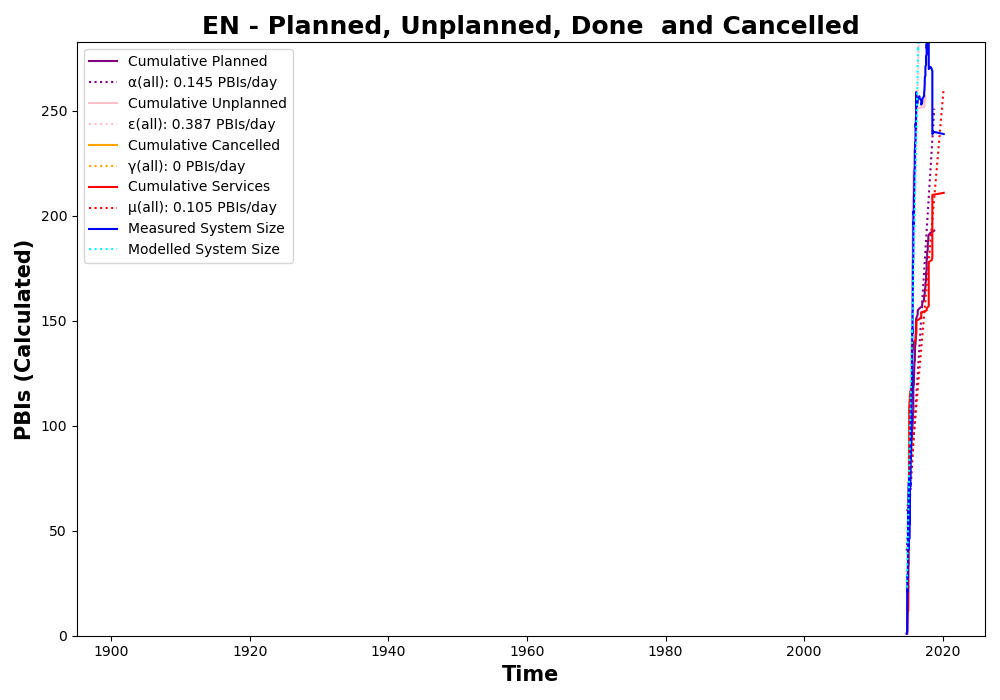 EN - Planned, Unplanned, Done  and Cancelled
Cumulative Planned
α(all): 0.145 PBIs/day
Cumulative Unplanned
ε(all): 0.387 PBIs/day
Cumulative Cancelled
γ(all): 0 PBIs/day
Cumulative Services
μ(all): 0.105 PBIs/day
Measured System Size
Modelled System Size
PBIs (Calculated)
250
200
150
100
50
0
1900 1920 1940 1960 1980 2000 2020
Time